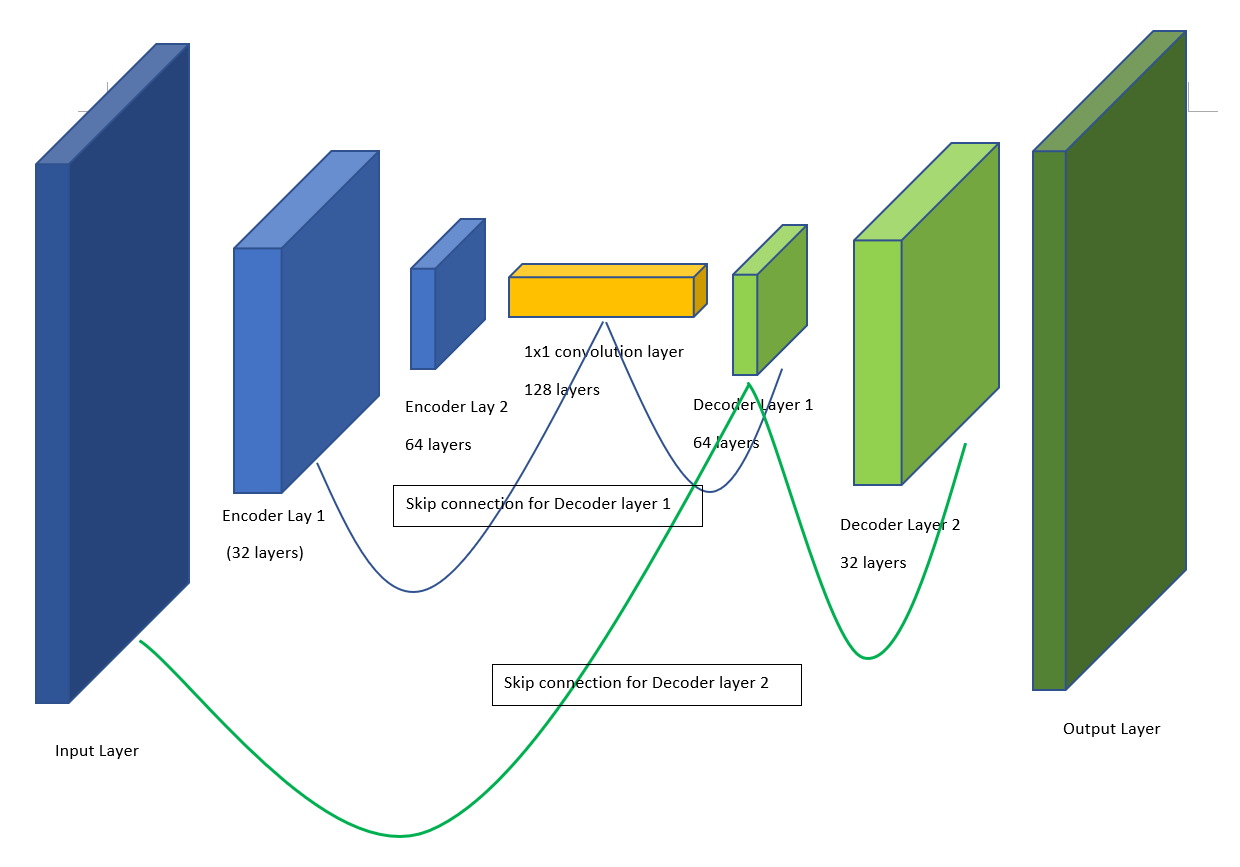 1x1 convolution layer
128 layers
Encoder Lay 2
64 layers
Decoder Layer 1
64 layers
Skip connection for Decoder layer 1
Encoder Lay 1
(32 layers)
Decoder Layer 2
32 layers
Skip connection for Decoder layer 2
Input Layer
Output Layer